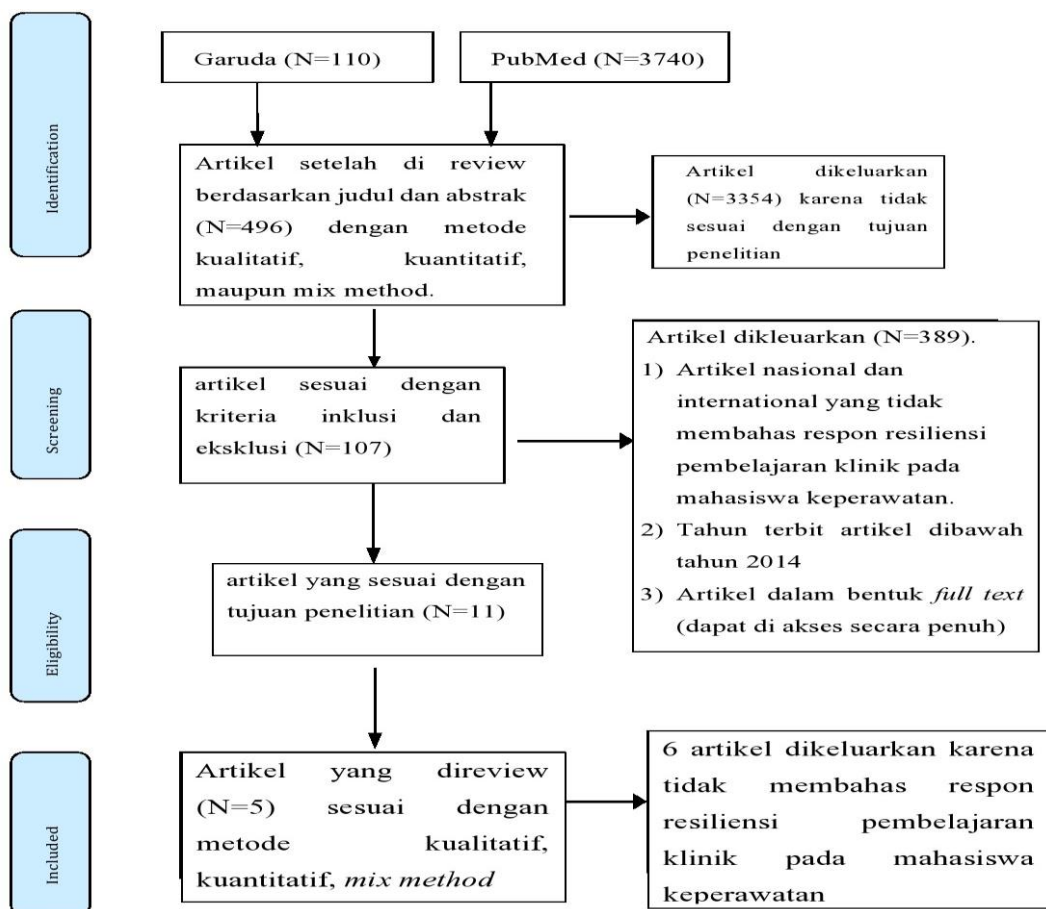 Identification
Garuda (N=110)
PubMed (N=3740)
Artikel setelah di review
berdasarkan judul dan abstrak
(N=496) dengan metode
kualitatif, kuantitatif,
maupun mix method.
Artikel dikeluarkan
(N=3354) karena tidak
sesuai dengan tujuan
penelitian
Screening
artikel sesuai dengan
kriteria inklusi dan
eksklusi (N=107)
Artikel dikleuarkan (N=389).
1) Artikel nasional dan
international yang tidak
membahas respon resiliensi
pembelajaran klinik pada
mahasiswa keperawatan.
2) Tahun terbit artikel dibawah
tahun 2014
3) Artikel dalam bentuk full text
(dapat di akses secara penuh)
Eligibility
artikel yang sesuai dengan
tujuan penelitian (N=11)
Included
Artikel yang direview
(N=5) sesuai dengan
metode kualitatif,
kuantitatif, mix method
6 artikel dikeluarkan karena
tidak membahas respon
resiliensi pembelajaran
klinik pada mahasiswa
keperawatan